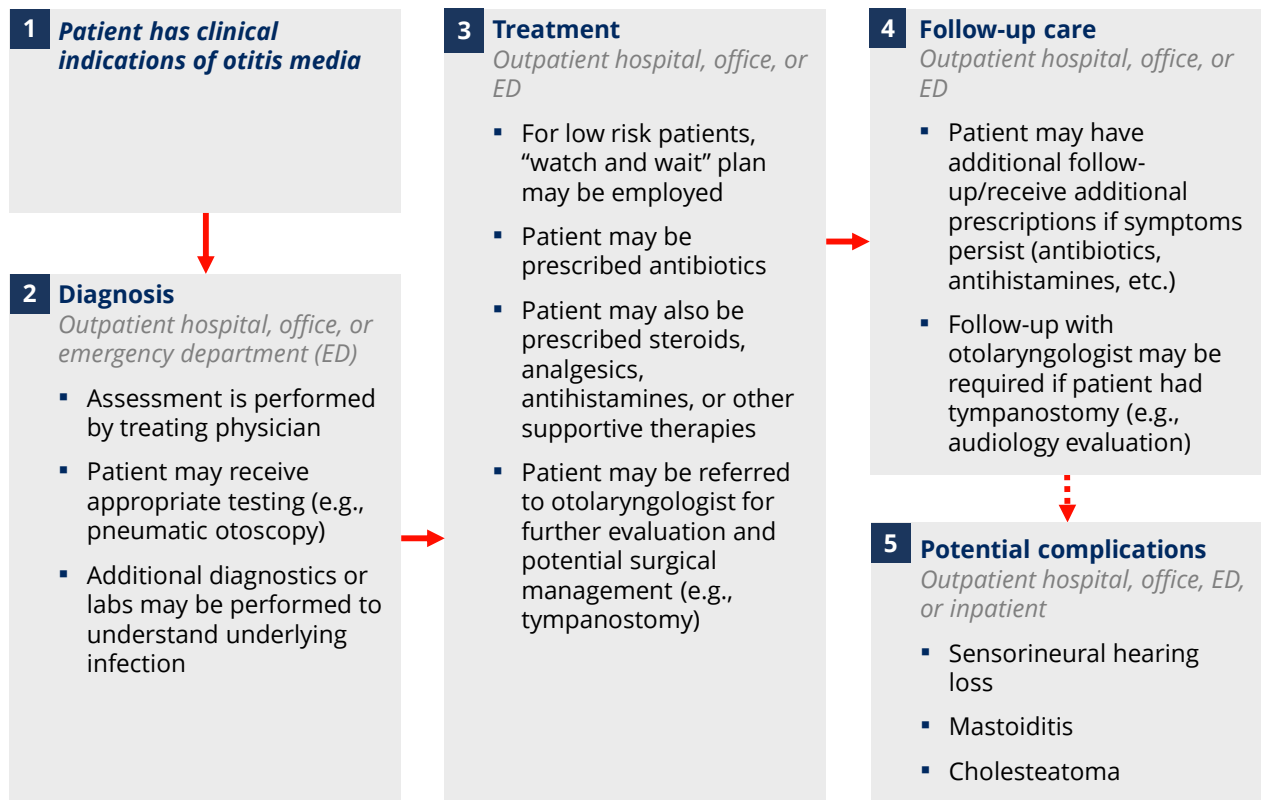 1 Patient has clinical
indications of otitis media
2 Diagnosis
Outpatient hospital, office, or
emergency department (ED)
▪ Assessment is performed
by treating physician
▪ Patient may receive
appropriate testing (e.g.,
pneumatic otoscopy)
▪ Additional diagnostics or
labs may be performed to
understand underlying
infection
3 Treatment
Outpatient hospital, office, or
ED
▪ For low risk patients,
“watch and wait” plan
may be employed
▪ Patient may be
prescribed antibiotics
▪ Patient may also be
prescribed steroids,
analgesics,
antihistamines, or other
supportive therapies
▪ Patient may be referred
to otolaryngologist for
further evaluation and
potential surgical
management (e.g.,
tympanostomy)
4 Follow-up care
Outpatient hospital, office, or
ED
▪ Patient may have
additional follow-
up/receive additional
prescriptions if symptoms
persist (antibiotics,
antihistamines, etc.)
▪ Follow-up with
otolaryngologist may be
required if patient had
tympanostomy (e.g.,
audiology evaluation)
5 Potential complications
Outpatient hospital, office, ED,
or inpatient
▪ Sensorineural hearing
loss
▪ Mastoiditis
▪ Cholesteatoma